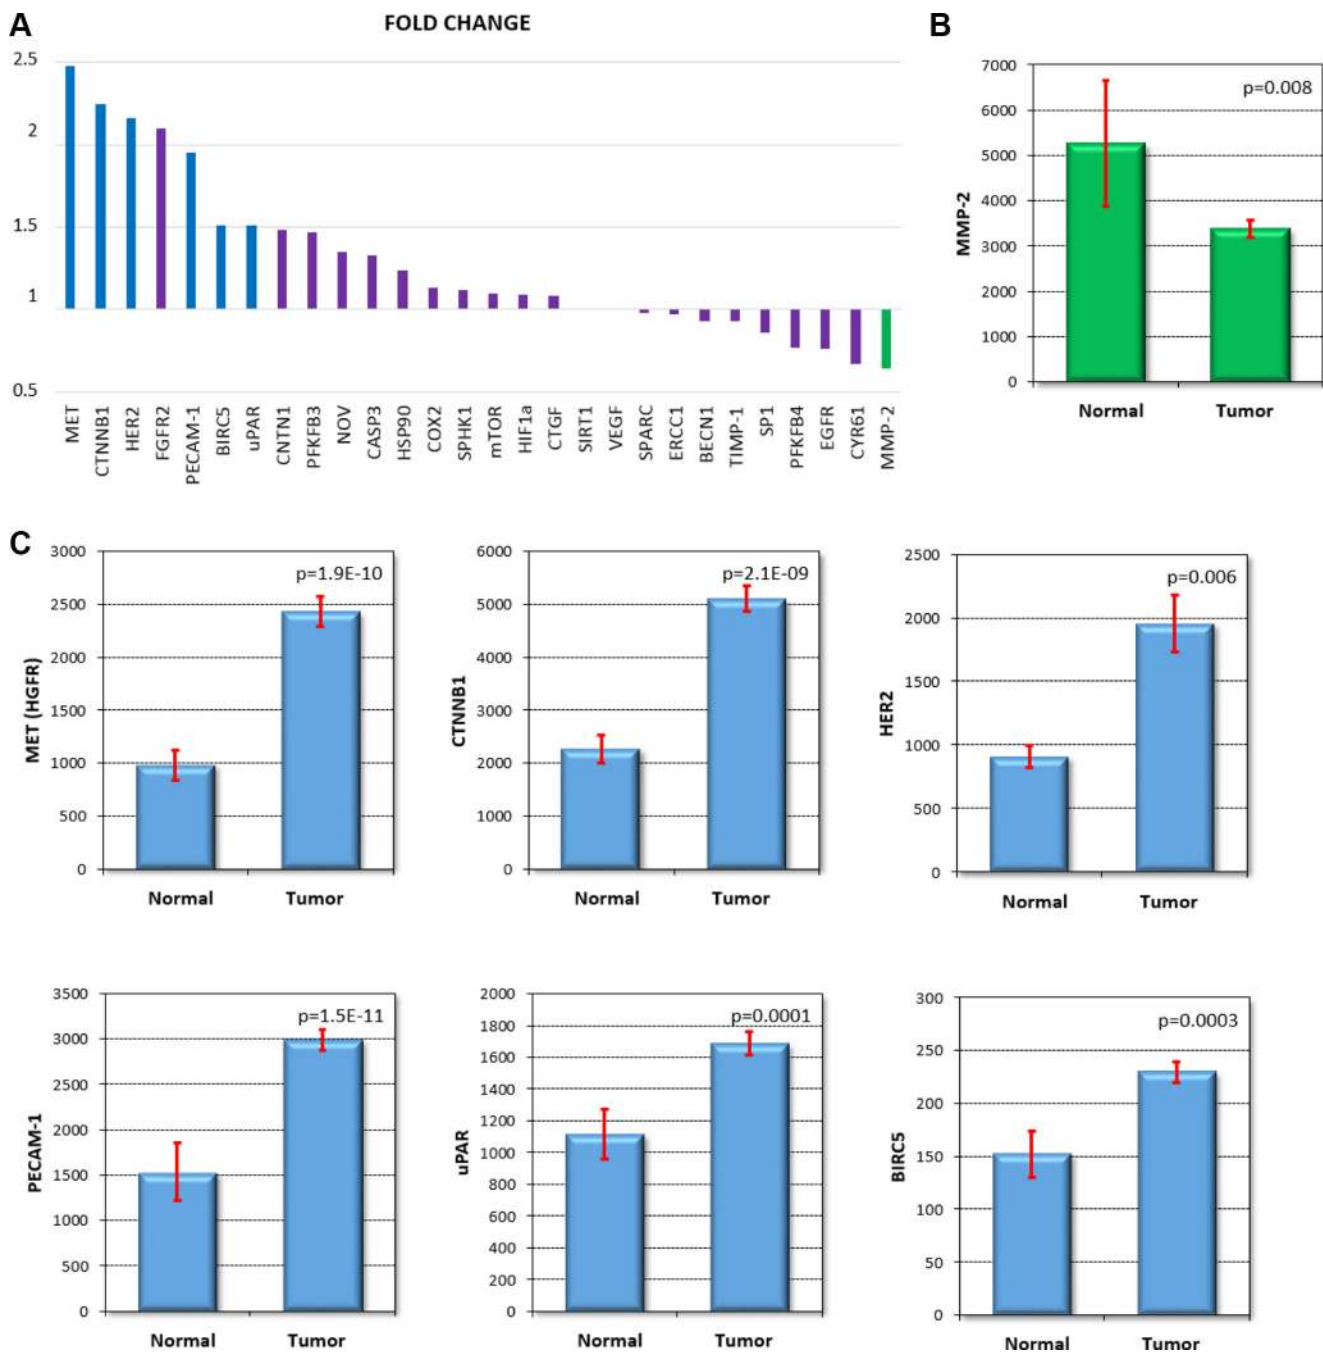 A
FOLD CHANGE
2.5
2
1.5
1
0.5
MET
CTNNB1
HER2
FGFR2
PECAM-1
BIRC5
uPAR
CNTN1
PFKFB3
NOV
CASP3
HSP90
COX2
SPHK1
mTOR
HIF1a
CTGF
SIRT1
VEGF
SPARC
ERCC1
BECN1
TIMP-1
SP1
PFKFB4
EGFR
CYR61
MMP-2
B
p=0.008
MMP-2
7000
6000
5000
4000
3000
2000
1000
0
Normal Tumor
C
p=1.9E-10
MET (HGFR)
3000
2500
2000
1500
1000
500
0
Normal Tumor
p=2.1E-09
CTNNB1
6000
5000
4000
3000
2000
1000
0
Normal Tumor
p=0.006
HER2
2500
2000
1500
1000
500
0
Normal Tumor
p=1.5E-11
PECAM-1
3500
3000
2500
2000
1500
1000
500
0
Normal Tumor
p=0.0001
uPAR
2000
1800
1600
1400
1200
1000
800
600
400
200
0
Normal Tumor
p=0.0003
BIRC5
300
250
200
150
100
50
0
Normal Tumor